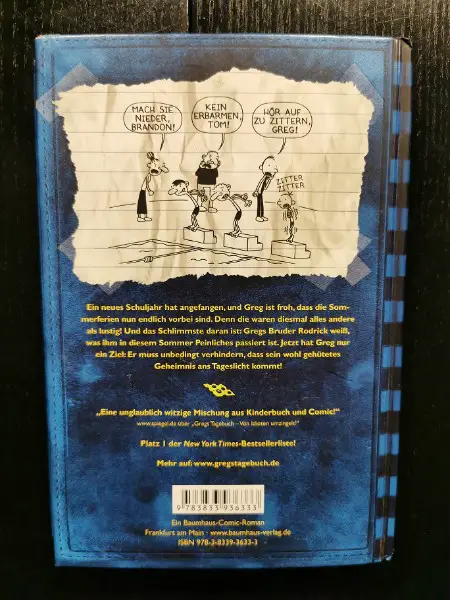 MACH SIE
NIEDER,
BRANDON!
KEIN
ERBARMEN,
TOM!
HÖR AUF
ZU ZITTERN,
GREG!
ZITTER
ZITTER
Ein neues Schuljahr hat angefangen, und Greg ist froh, dass die Som-
merferien nun endlich vorbei sind. Denn die waren diesmal alles andere
als lustig! Und das Schlimmste daran ist: Gregs Bruder Rodrick weiß,
was ihm in diesem Sommer Peinliches passiert ist. Jetzt hat Greg nur
ein Ziel: Er muss unbedingt verhindern, dass sein wohl gehütetes
Geheimnis ans Tageslicht kommt!
„Eine unglaublich witzige Mischung aus Kinderbuch und Comic!“
www.spiegel.de über „Gregs Tagebuch – Von Idioten umzingelt!“
Platz 1 der New York Times-Bestsellerliste!
Mehr auf: www.gregstagebuch.de
9 783833 936333
Ein Baumhaus-Comic-Roman
Frankfurt am Main · www.baumhaus-verlag.de
ISBN 978-3-8339-3633-3